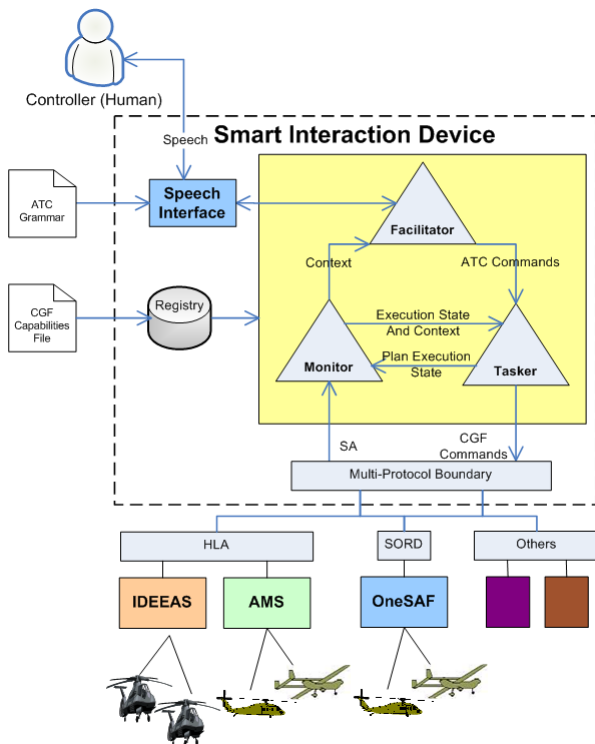 Controller (Human)
Smart Interaction Device
Speech
ATC
Grammar
Speech
Interface
Facilitator
Context
ATC Commands
CGF
Capabilities
File
Registry
Execution State
And Context
Monitor
Plan Execution
State
Tasker
SA
CGF
Commands
Multi-Protocol Boundary
HLA
SORD
Others
IDEEAS
AMS
OneSAF